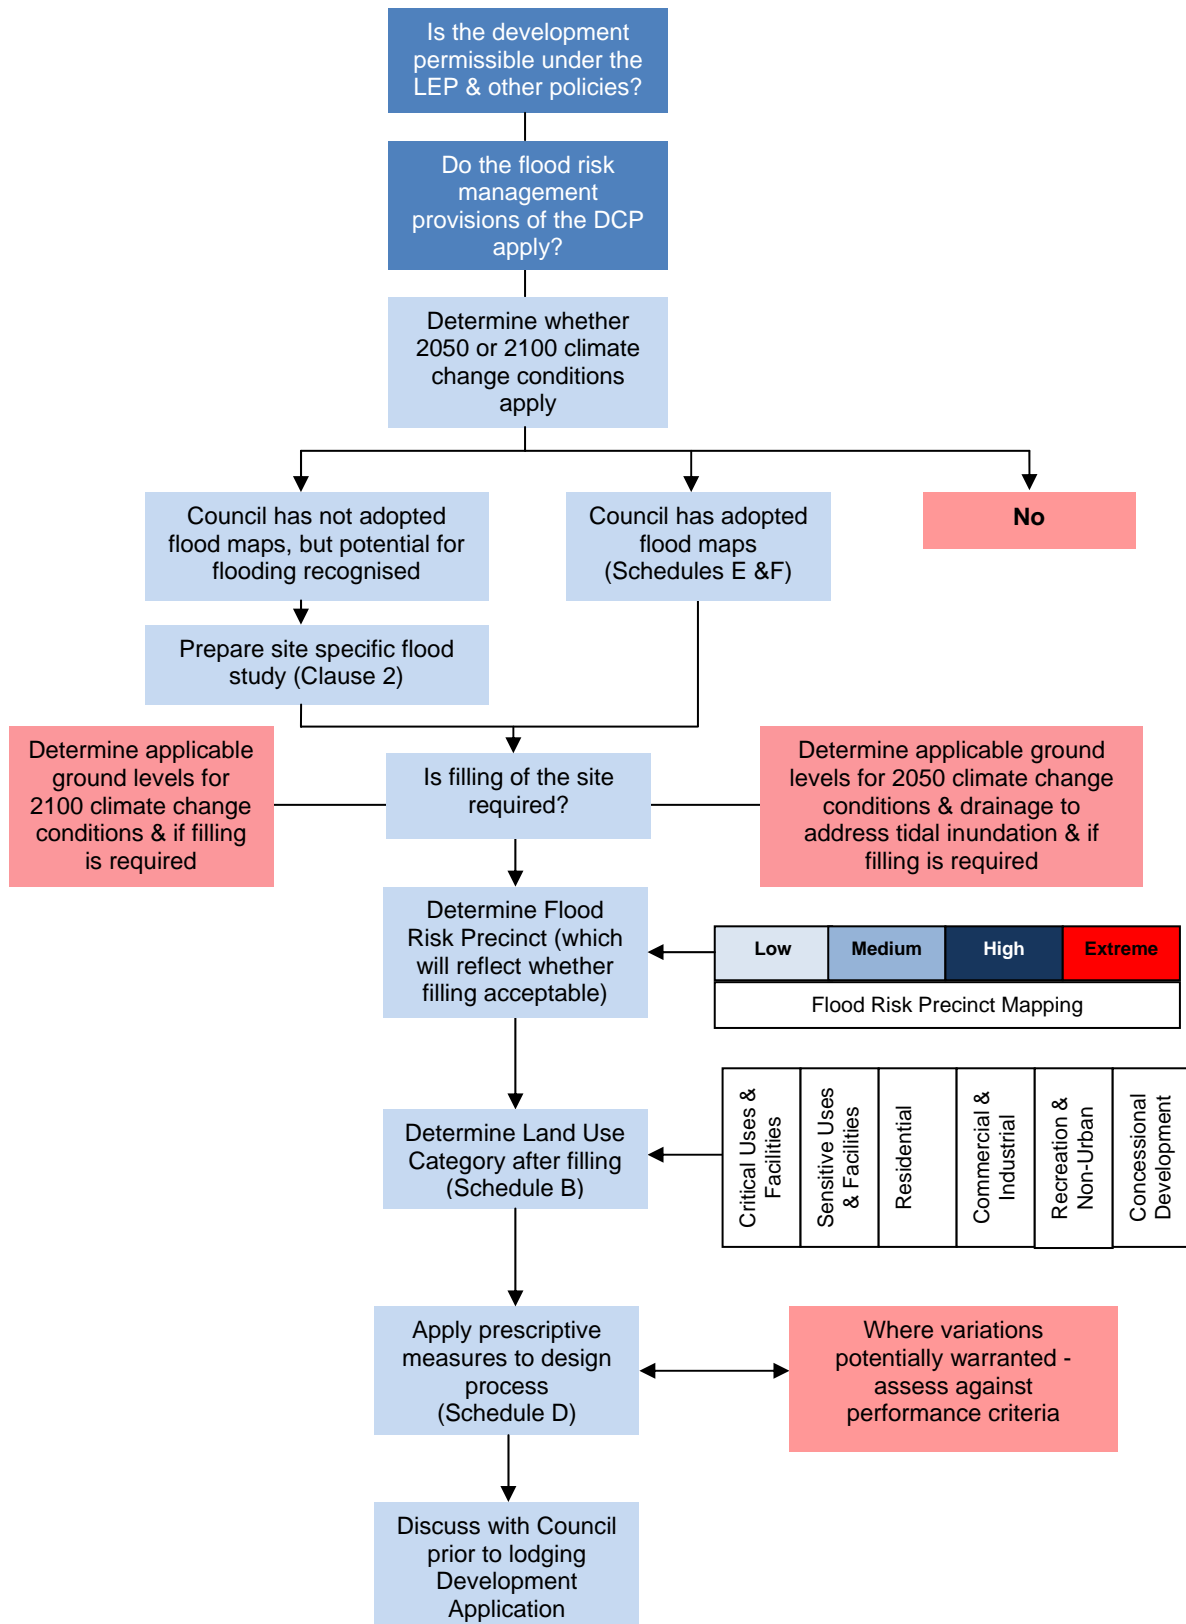 Is the development
permissible under the
LEP & other policies?
Do the flood risk
management
provisions of the DCP
apply?
Determine whether
2050 or 2100 climate
change conditions
apply
Council has not adopted
flood maps, but potential for
flooding recognised
Council has adopted
flood maps
(Schedules E &F)
No
Prepare site specific flood
study (Clause 2)
Determine applicable
ground levels for
2100 climate change
conditions & if filling
is required
Is filling of the site
required?
Determine applicable ground
levels for 2050 climate change
conditions & drainage to
address tidal inundation & if
filling is required
Determine Flood
Risk Precinct (which
will reflect whether
filling acceptable)
Low
Medium
High
Extreme
Flood Risk Precinct Mapping
Determine Land Use
Category after filling
(Schedule B)
Critical Uses &
Facilities
Sensitive Uses
& Facilities
Residential
Commercial &
Industrial
Recreation &
Non-Urban
Concessional
Development
Apply prescriptive
measures to design
process
(Schedule D)
Where variations
potentially warranted -
assess against
performance criteria
Discuss with Council
prior to lodging
Development
Application